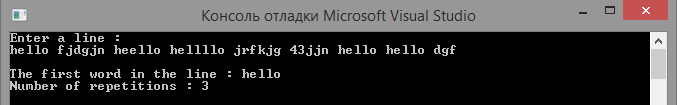 Консоль отладки Microsoft Visual Studio
Enter a line :
hello fjdgjn heello hellllo jrfkjg 43jjn hello hello dgf
The first word in the line : hello
Number of repetitions : 3